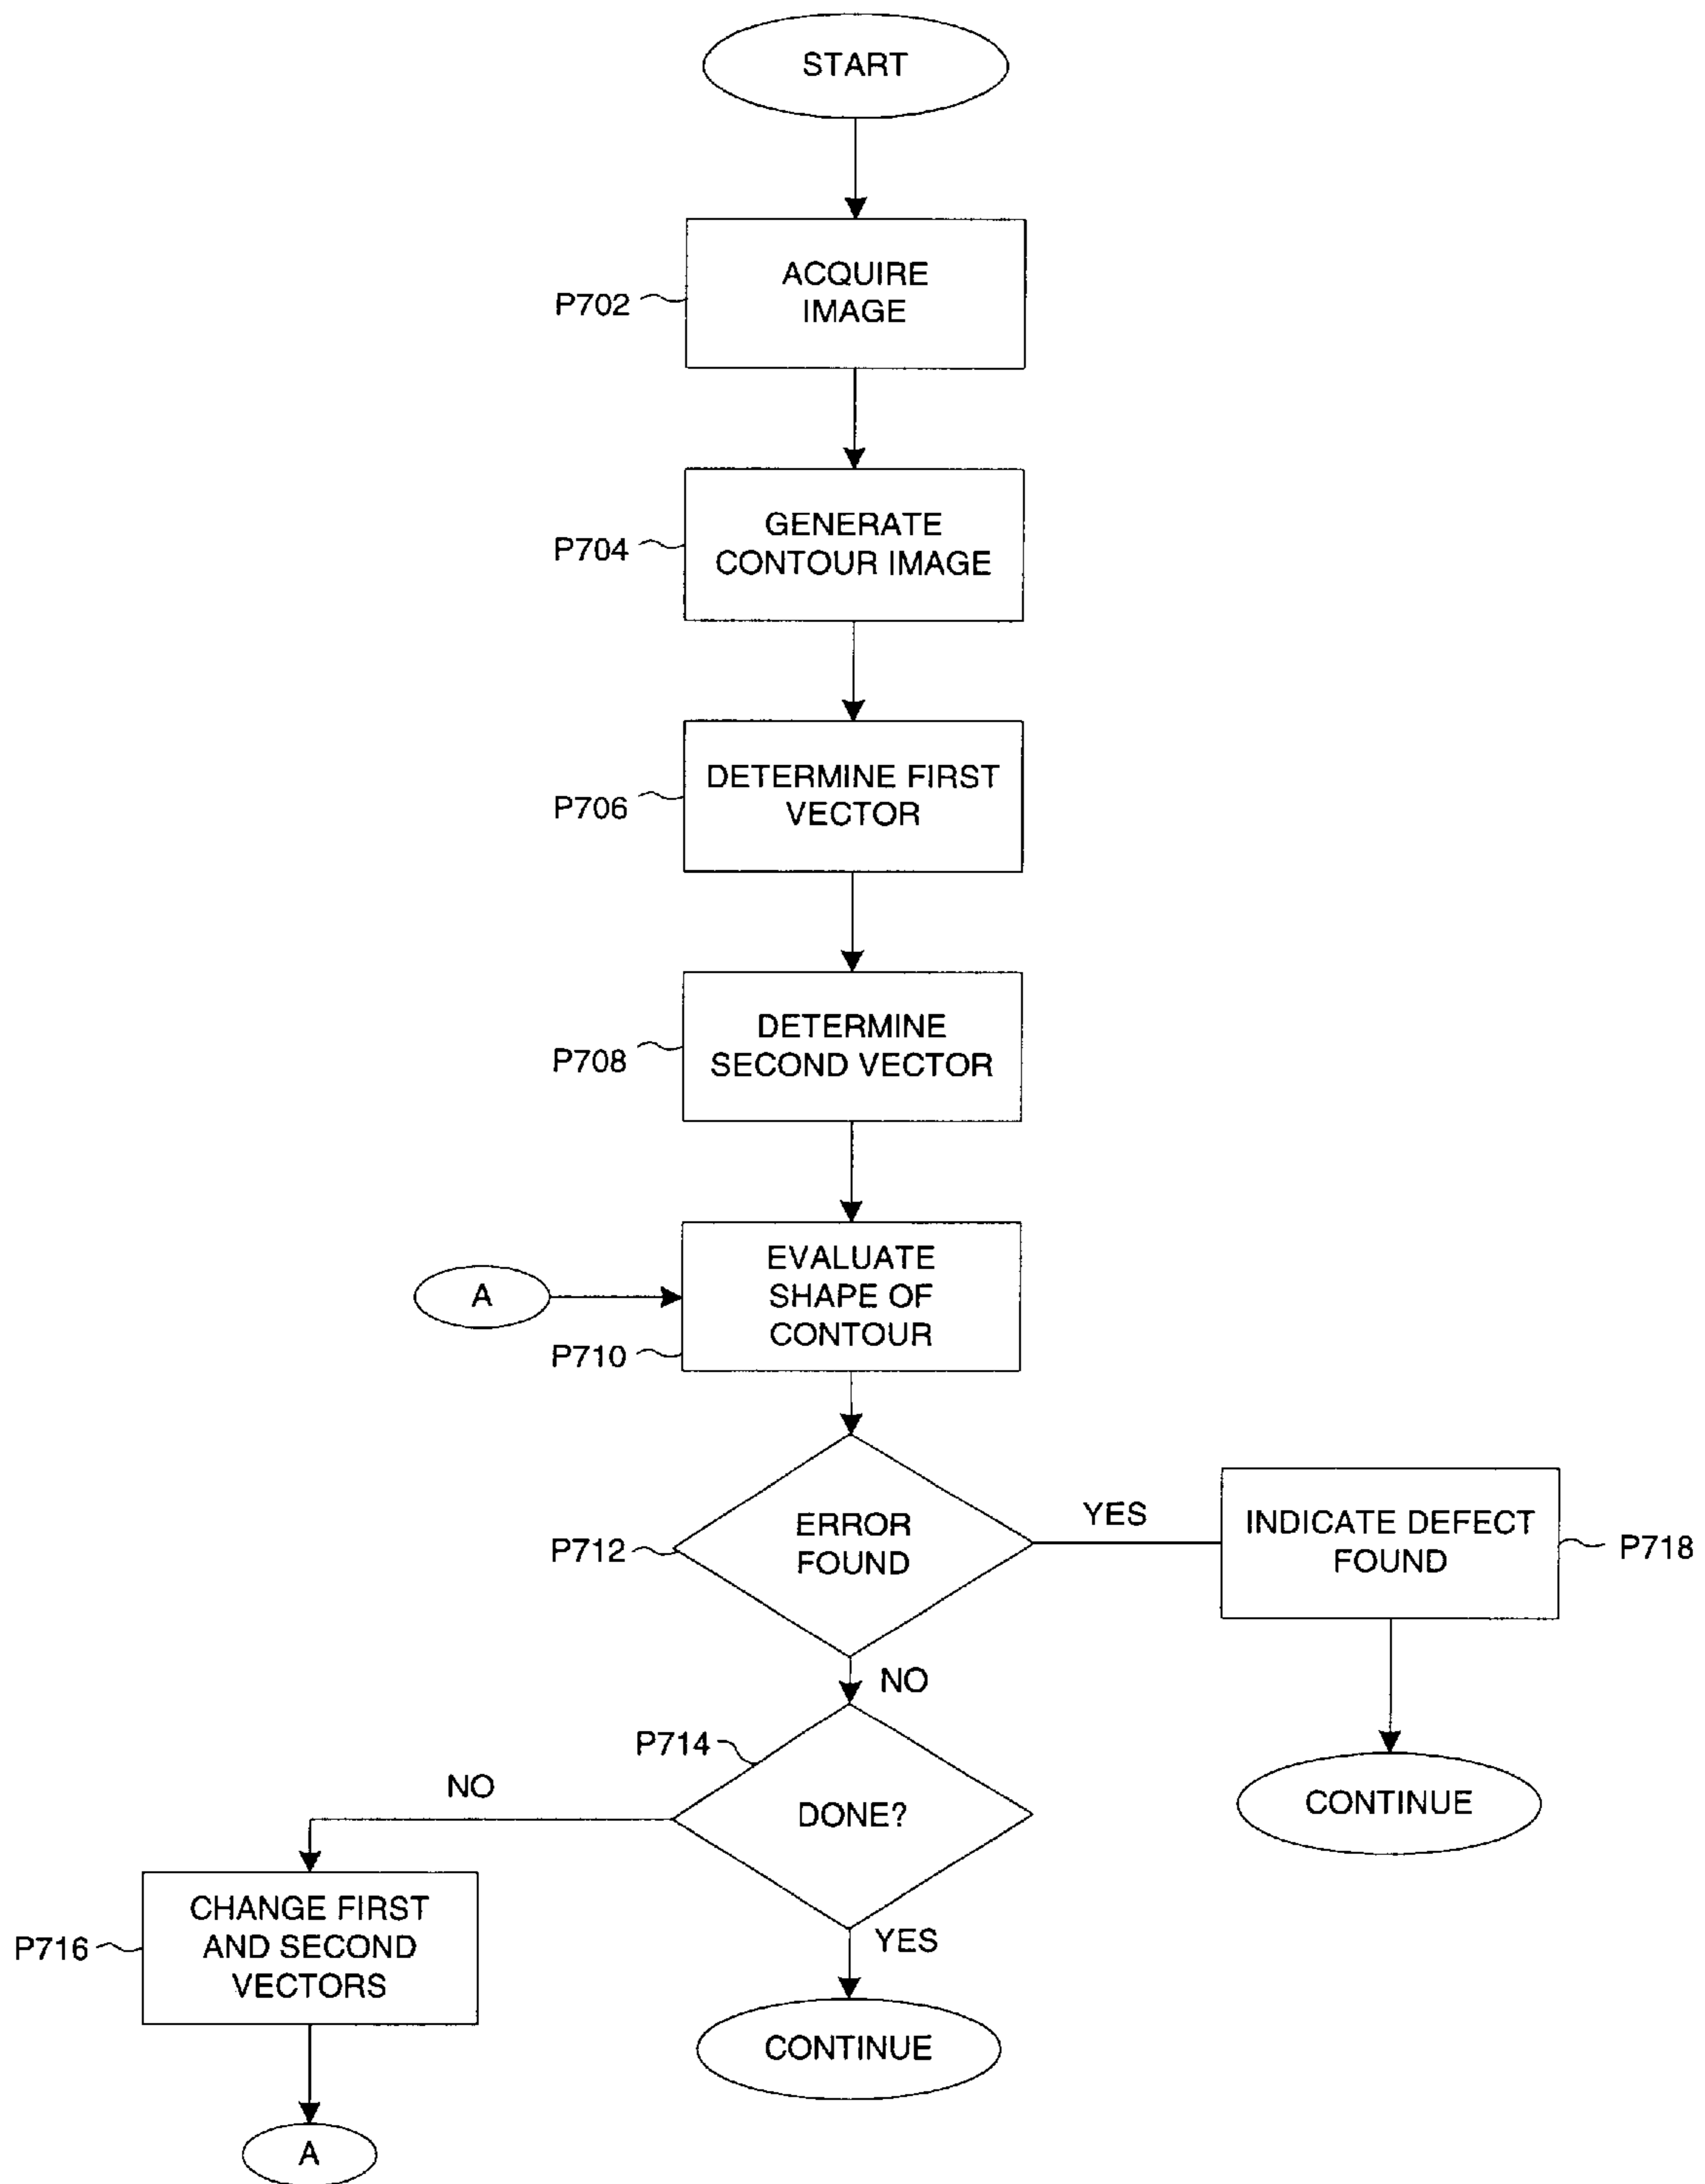 START
ACQUIRE
IMAGE
P702
GENERATE
CONTOUR IMAGE
P704
DETERMINE FIRST
VECTOR
P706
DETERMINE
SECOND VECTOR
P708
EVALUATE
SHAPE OF
CONTOUR
A
P710
ERROR
FOUND
P712
YES
INDICATE DEFECT
FOUND
P718
NO
P714
DONE?
CONTINUE
NO
CHANGE FIRST
AND SECOND
VECTORS
P716
YES
CONTINUE
A